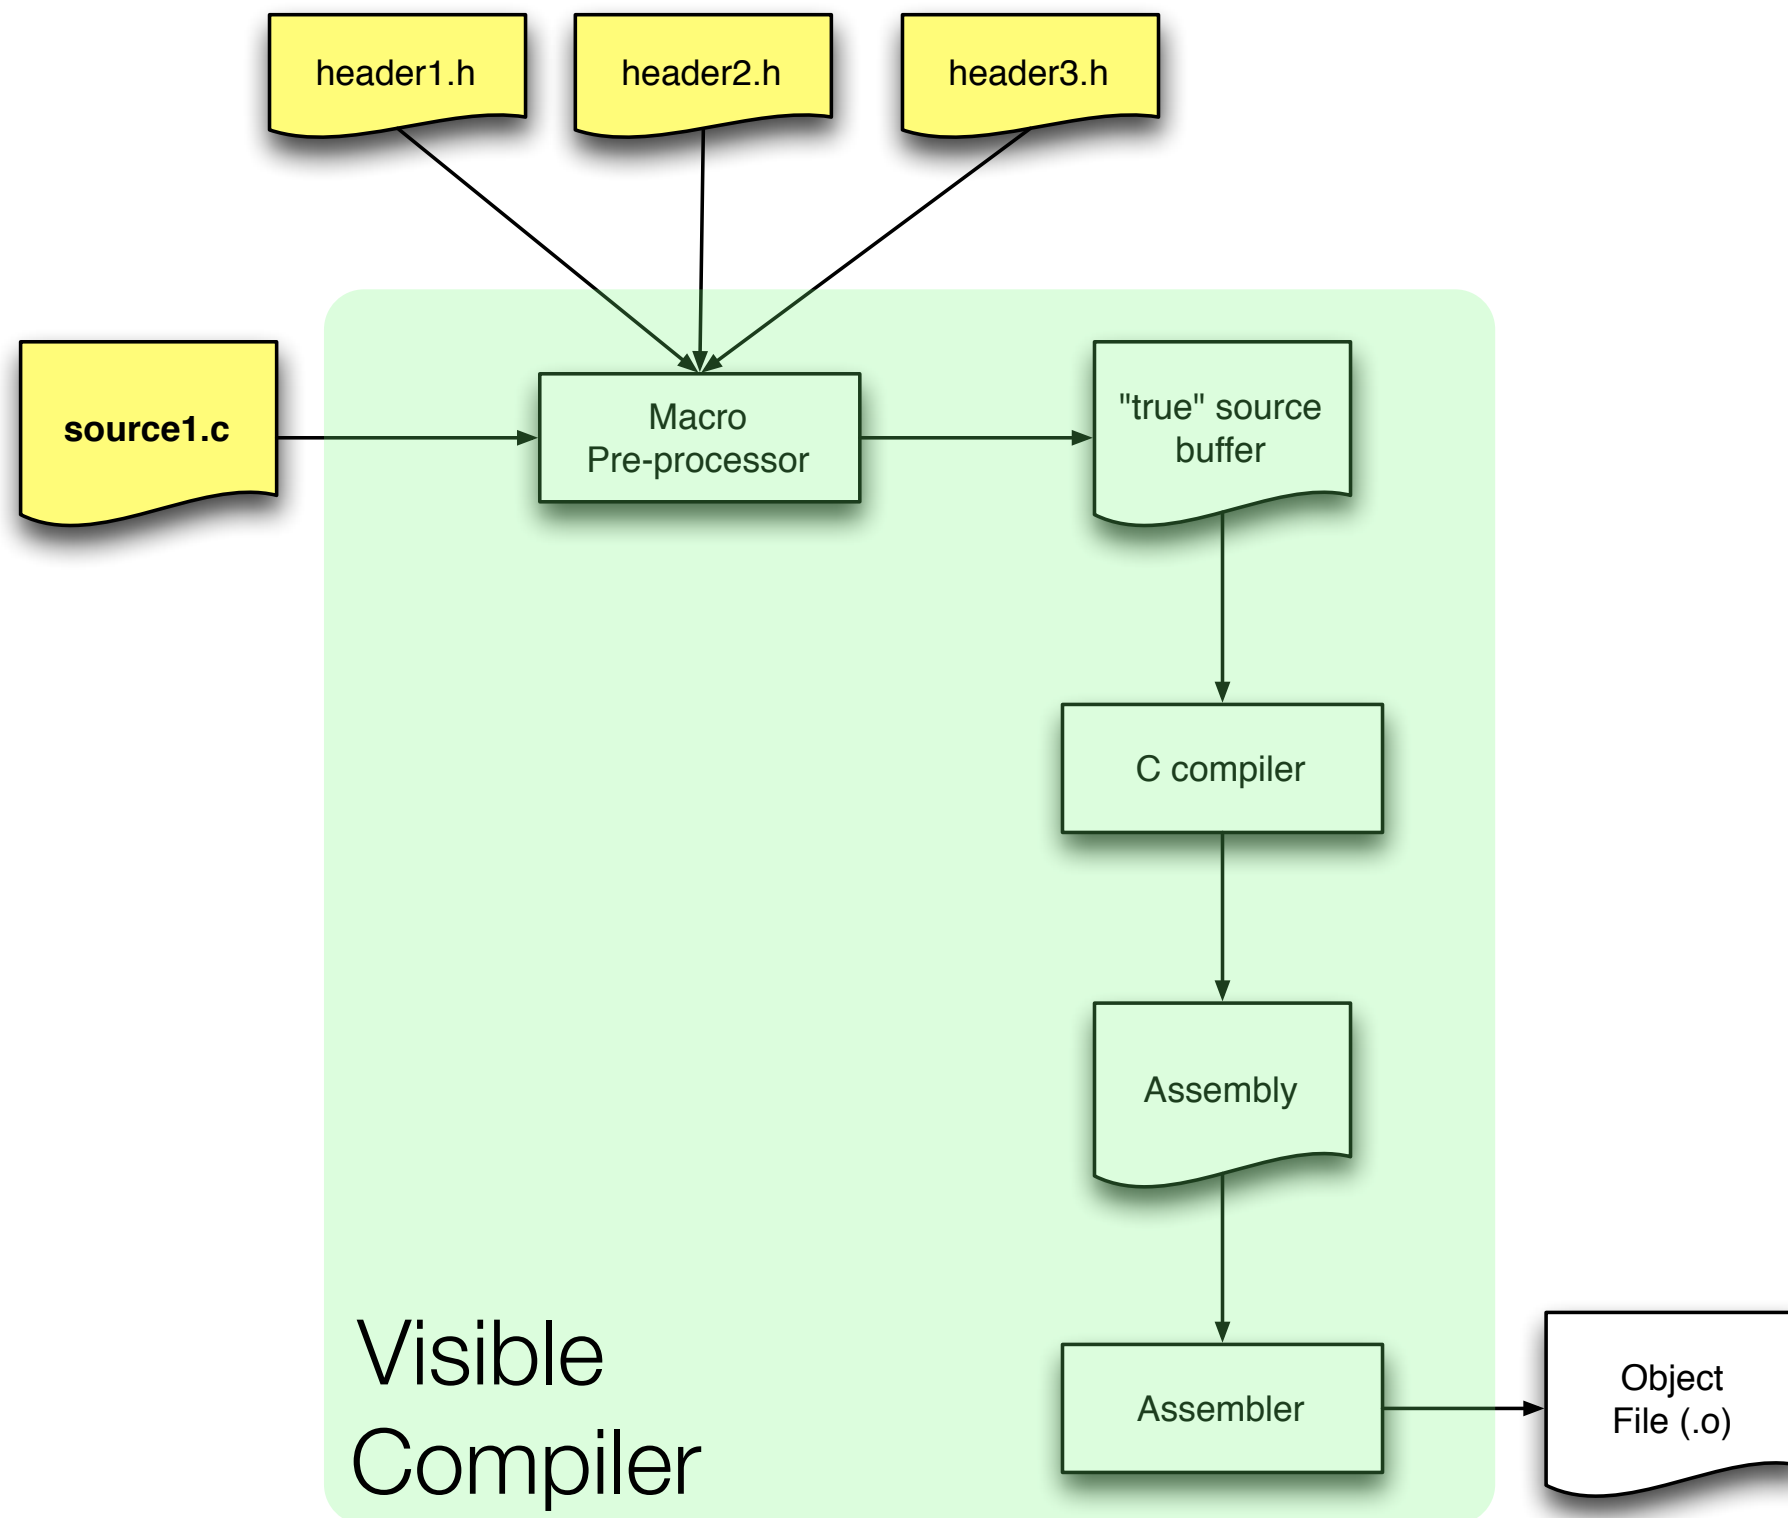 header1.h
header2.h
header3.h
source1.c
Macro
Pre-processor
"true" source
buffer
C compiler
Assembly
Assembler
Object
File (.o)
Visible
Compiler